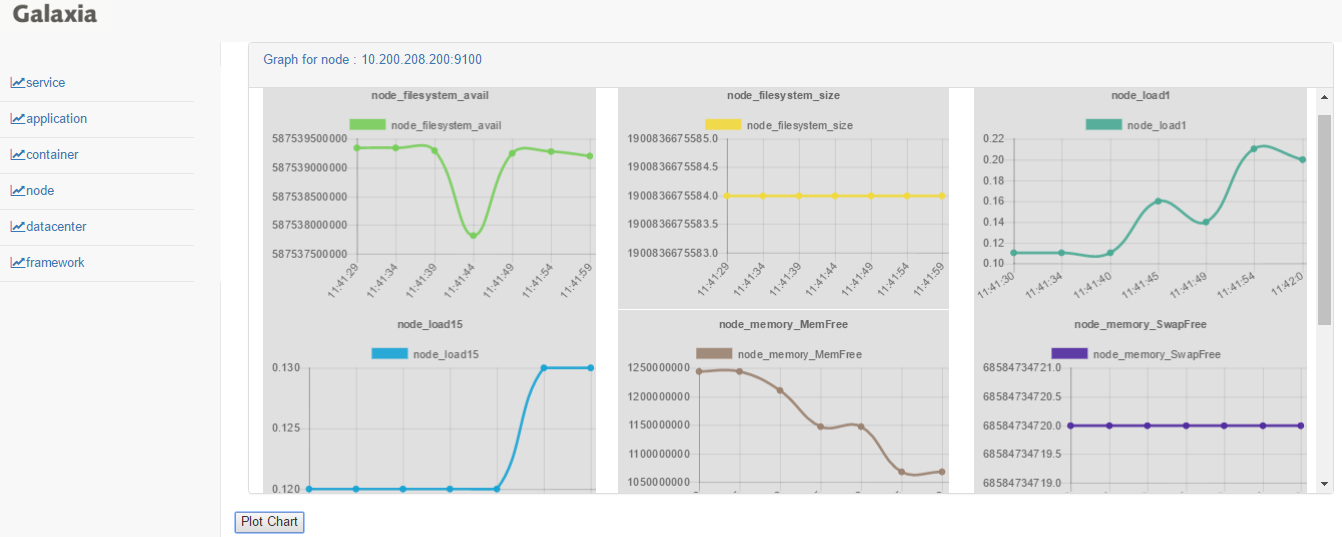 Galaxia
service
application
container
node
datacenter
framework
Graph for node : 10.200.208.200:9100
node_filesystem_avail
node_filesystem_avail
587539500000
587539000000
587538500000
587538000000
587537500000
11:41:29 11:41:34 11:41:39 11:41:44 11:41:49 11:41:54 11:41:59
node_filesystem_size
node_filesystem_size
1900836675585.0
1900836675584.5
1900836675584.0
1900836675583.5
1900836675583.0
11:41:29 11:41:34 11:41:39 11:41:44 11:41:49 11:41:54 11:41:59
node_load1
node_load1
0.22
0.20
0.18
0.16
0.14
0.12
0.10
11:41:30 11:41:34 11:41:40 11:41:45 11:41:49 11:41:54 11:42:0
node_load15
node_load15
0.130
0.125
0.120
node_memory_MemFree
node_memory_MemFree
1250000000
1200000000
1150000000
1100000000
1050000000
node_memory_SwapFree
node_memory_SwapFree
68584734721.0
68584734720.5
68584734720.0
68584734719.5
68584734719.0
Plot Chart